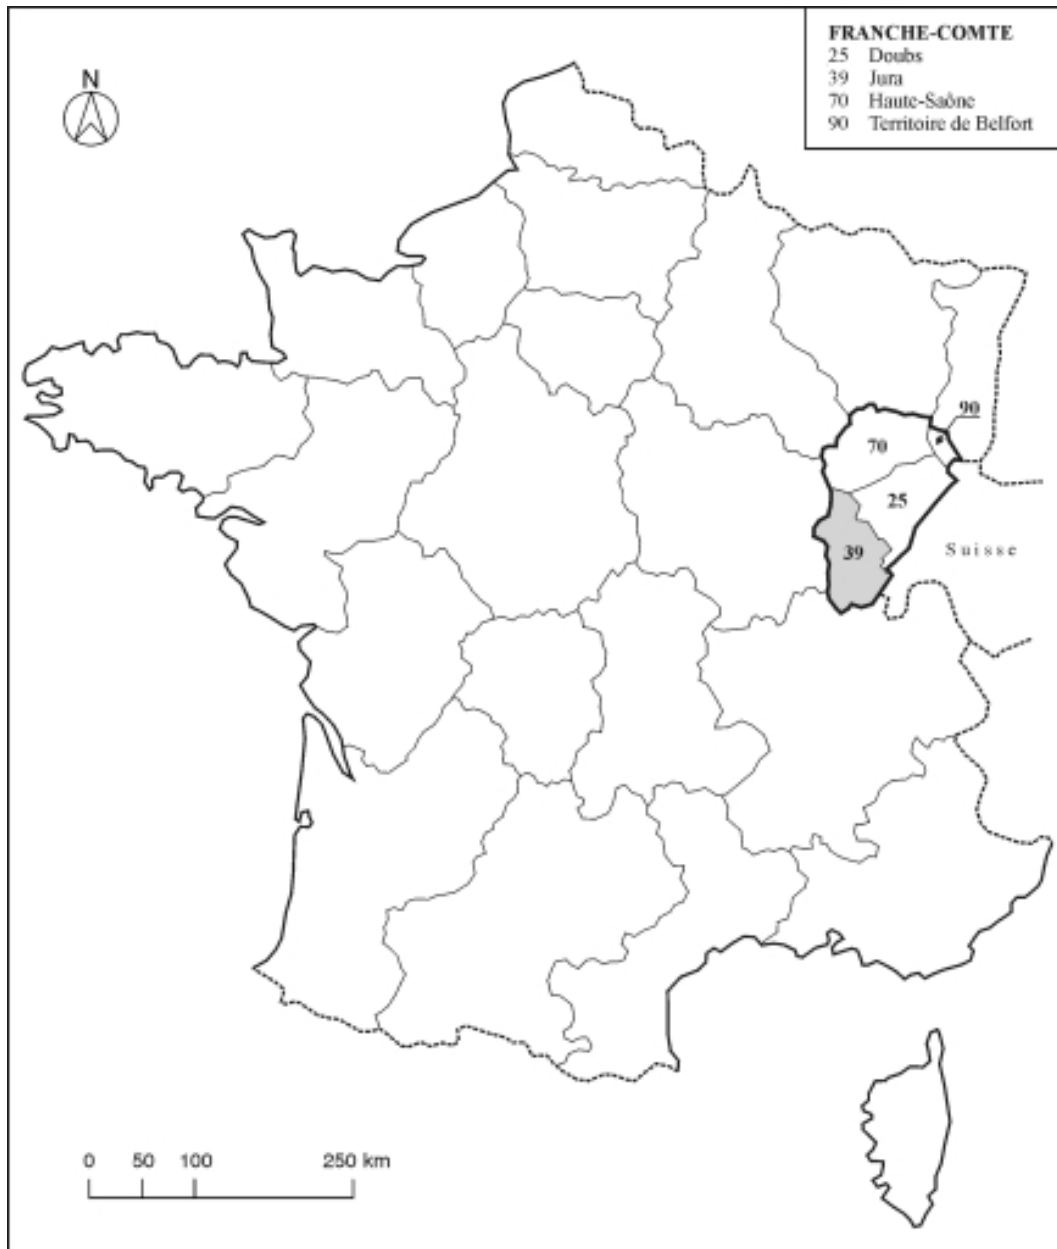 FRANCHE-COMTE
25 Doubs
39 Jura
70 Haute-Saône
90 Territoire de Belfort
N
90
70
25
39
Suisse
0 50 100 250 km